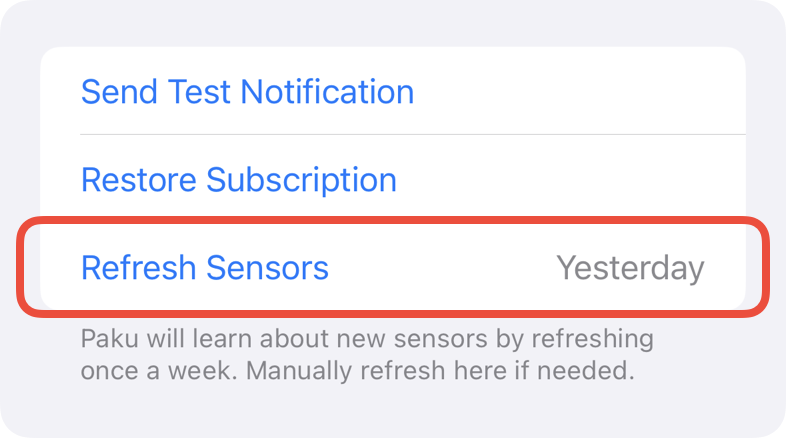 Send Test Notification
Restore Subscription
Refresh Sensors Yesterday
Paku will learn about new sensors by refreshing
once a week. Manually refresh here if needed.